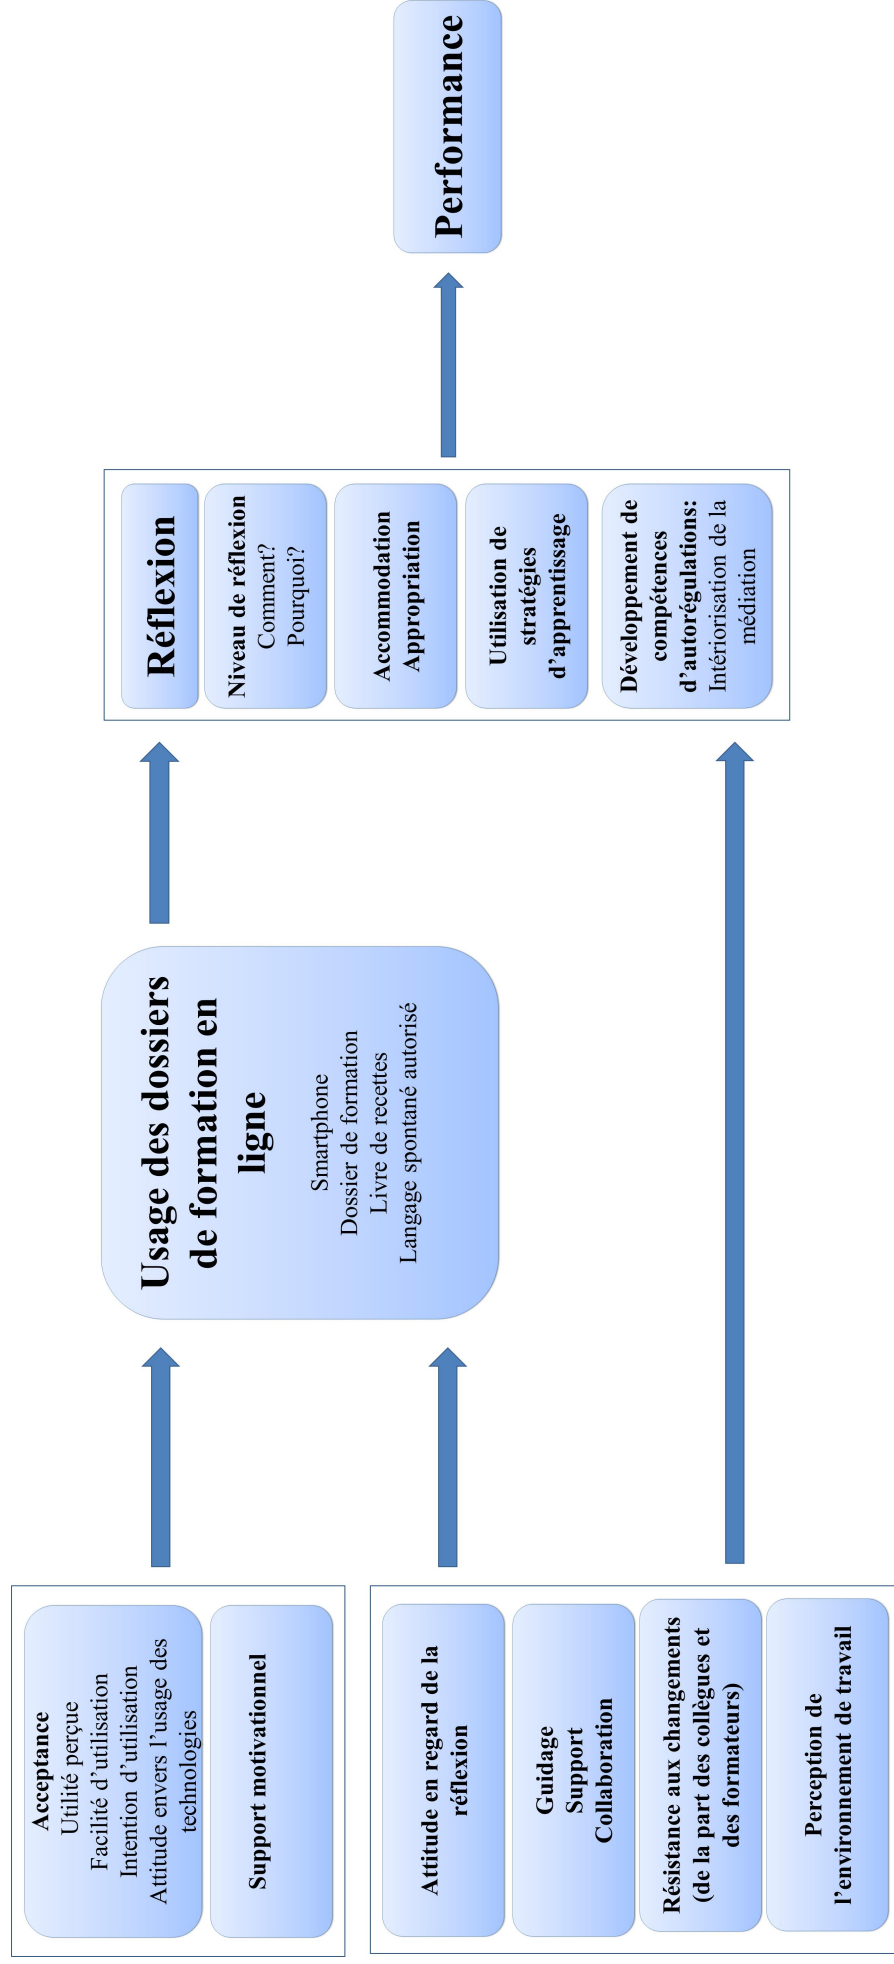 Acceptance
Utilité perçue
Facilité d’utilisation
Intention d’utilisation
Attitude envers l’usage des
technologies
Support motivationnel
Attitude en regard de la
réflexion
Guidage
Support
Collaboration
Résistance aux changements
(de la part des collègues et
des formateurs)
Perception de
l’environnement de travail
Usage des dossiers
de formation en
ligne
Smartphone
Dossier de formation
Livre de recettes
Langage spontané autorisé
Réflexion
Niveau de réflexion
Comment?
Pourquoi?
Accommodation
Appropriation
Utilisation de
stratégies
d’apprentissage
Développement de
compétences
d’autorégulations:
Intériorisation de la
médiation
Performance